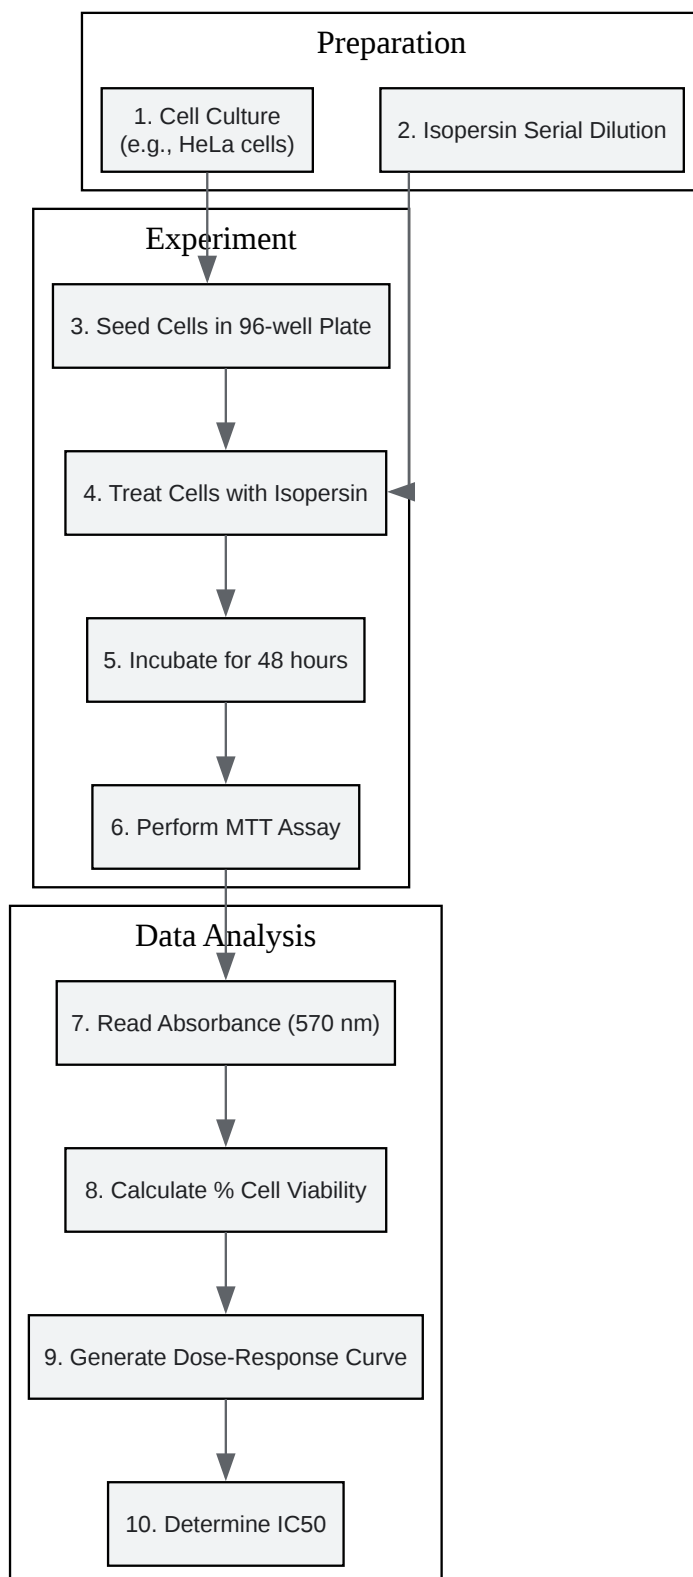 Preparation
1. Cell Culture
(e.g., HeLa cells)
2. Isopersin Serial Dilution
Experiment
3. Seed Cells in 96-well Plate
4. Treat Cells with Isopersin
5. Incubate for 48 hours
6. Perform MTT Assay
Data Analysis
7. Read Absorbance (570 nm)
8. Calculate % Cell Viability
9. Generate Dose-Response Curve
10. Determine IC50